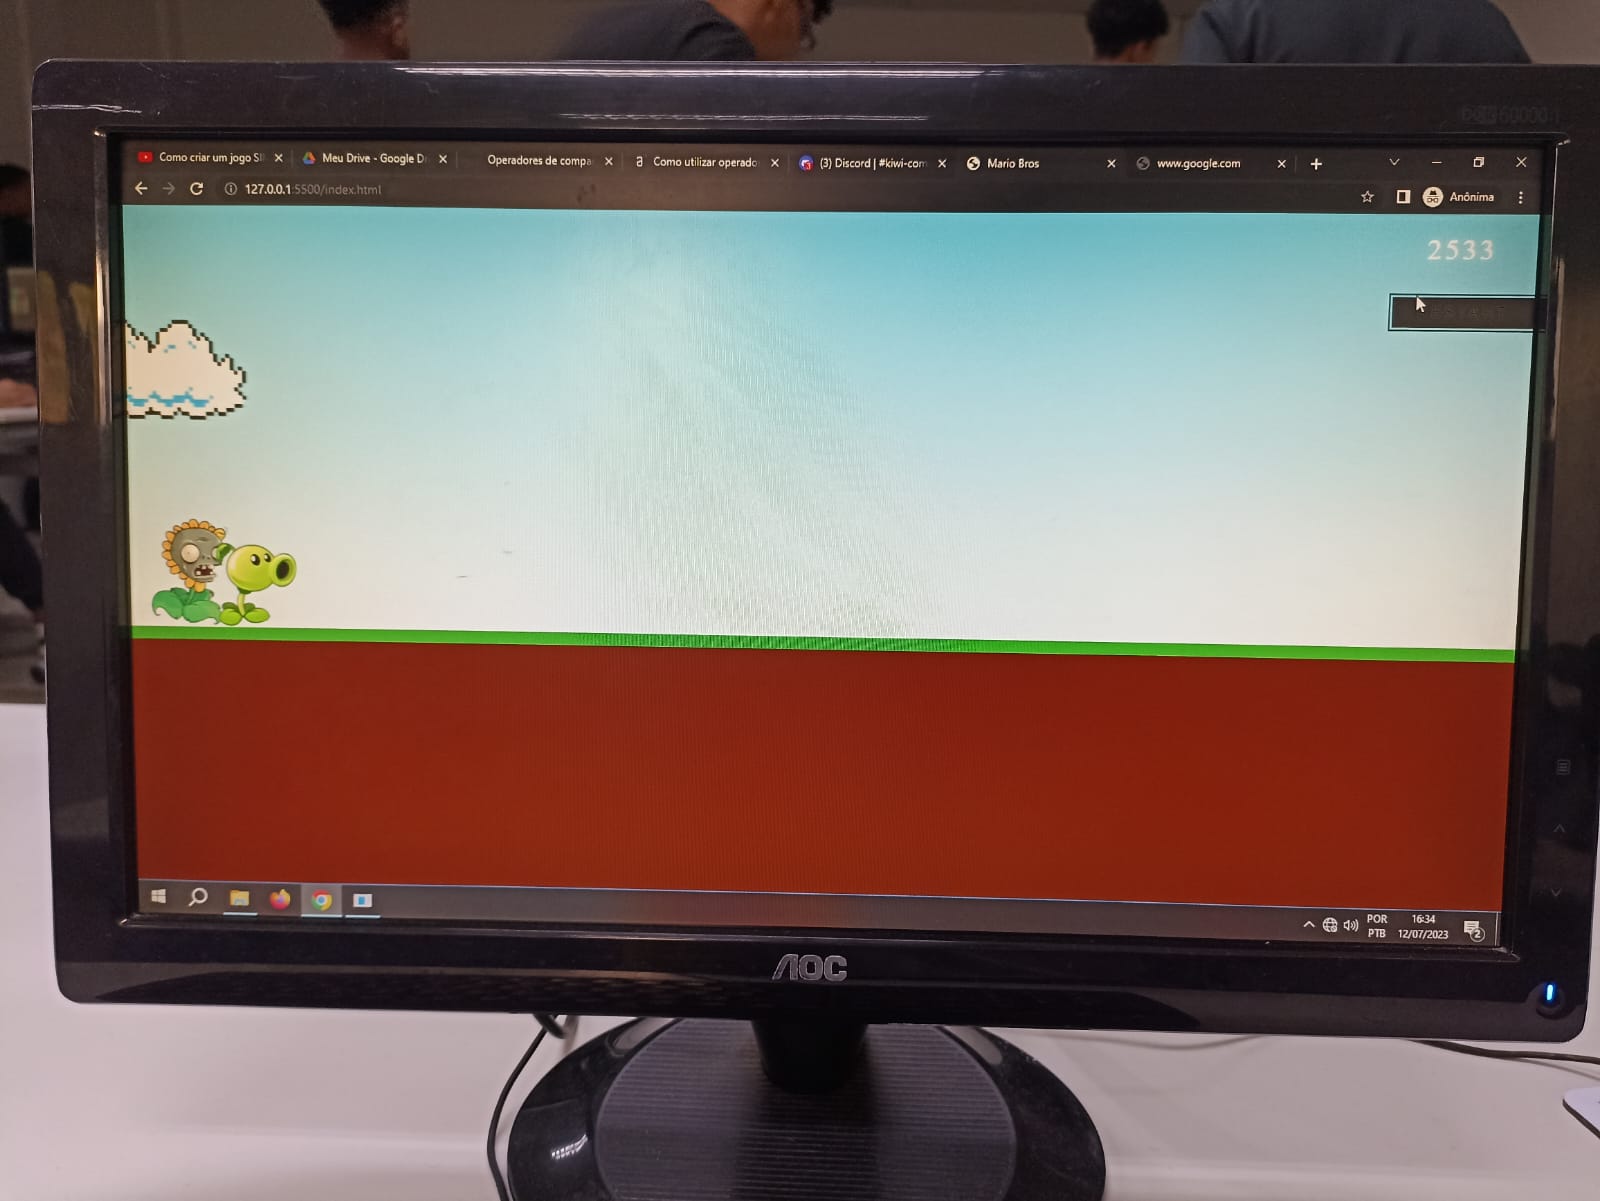 Como criar um jogo SI
Meu Drive - Google D
Operadores de compa
Como utilizar operado
(3) Discord | #kiwi-com
Mario Bros
www.google.com
127.0.0.1:5500/index.html
Anônima
2533
POR
PTB
16:34
12/07/2023
2
AOC